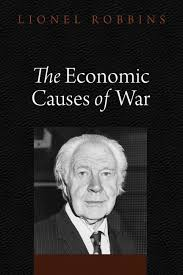 LIONEL ROBBINS
The Economic
Causes of War